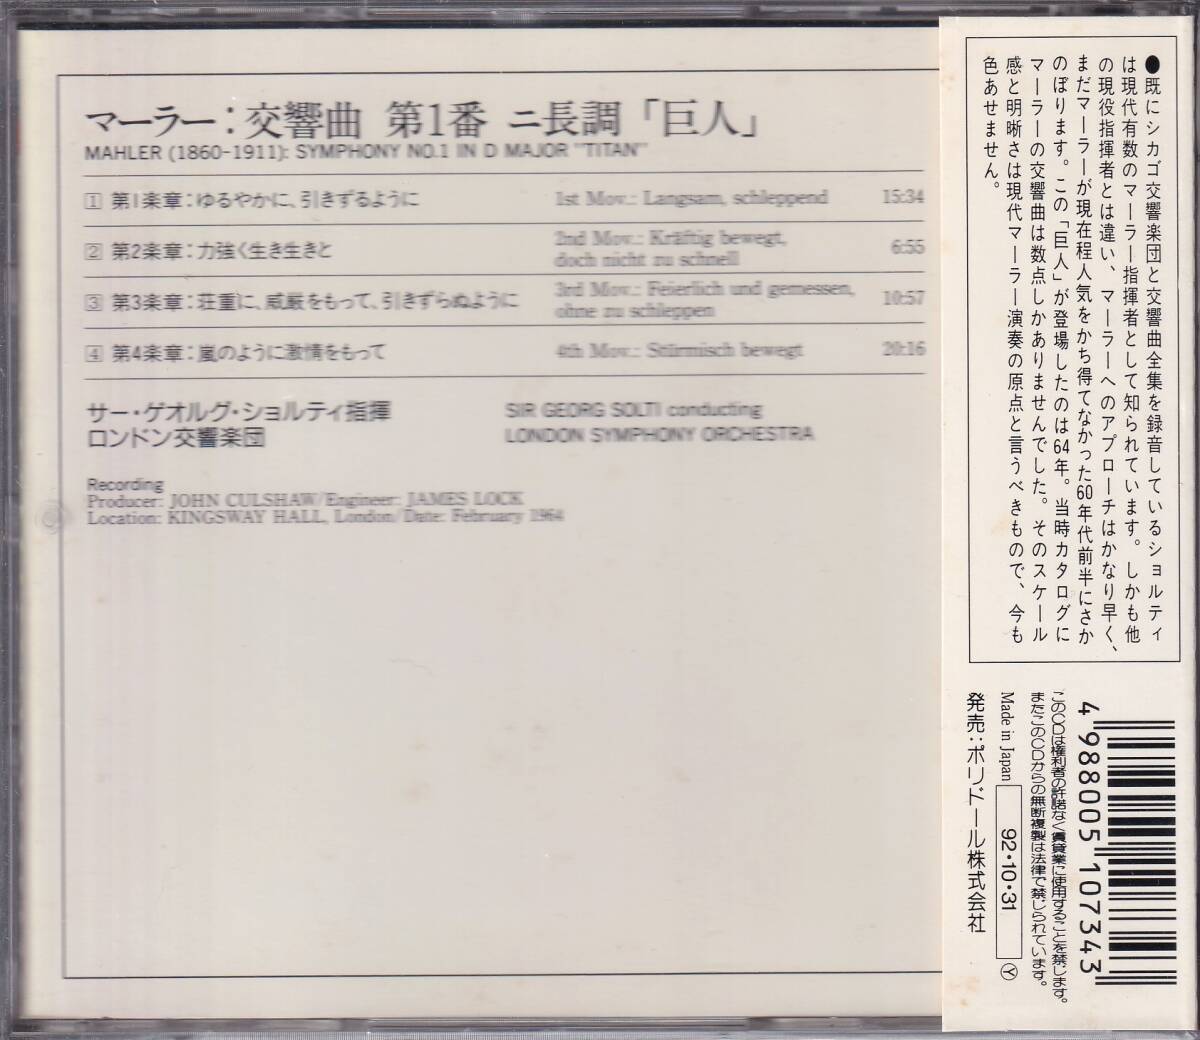 マーラー：交響曲 第1番 ニ長調「巨人」
MAHLER (1860-1911): SYMPHONY NO.1 IN D MAJOR "TITAN"
1 第1楽章：ゆるやかに、引きずるように 1st Mov.: Langsam, schleppend 15:34
2 第2楽章：力強く生き生きと 2nd Mov.: Kräftig bewegt, doch nicht zu schnell 6:55
3 第3楽章：荘重に、威厳をもって、引きずらぬように 3rd Mov.: Feierlich und gemessen, ohne zu schleppen 10:57
4 第4楽章：嵐のように激情をもって 4th Mov.: Stürmisch bewegt 20:16
サー・ゲオルグ・ショルティ指揮
ロンドン交響楽団
SIR GEORG SOLTI conducting
LONDON SYMPHONY ORCHESTRA
Recording
Producer: JOHN CULSHAW/Engineer: JAMES LOCK
Location: KINGSWAY HALL, London/Date: February 1964
●既にシカゴ交響楽団と交響曲全集を録音しているショルティ
は現代有数のマーラー指揮者として知られています。しかも他
の現役指揮者とは違い、マーラーへのアプローチはかなり早く、
まだマーラーが現在程人気をかち得てなかった60年代前半にさか
のぼります。この「巨人」が登場したのは64年。当時カタログに
マーラーの交響曲は数点しかありませんでした。そのスケール
感と明晰さは現代マーラー演奏の原点と言うべきもので、今も
色あせません。
4 988005 107343
このCDは権利者の許諾なく賃貸業に使用することを禁じます。
またこのCDからの無断複製は法律で禁じられています。
Made in Japan 92・10・31 Ⓨ
発売：ポリドール株式会社